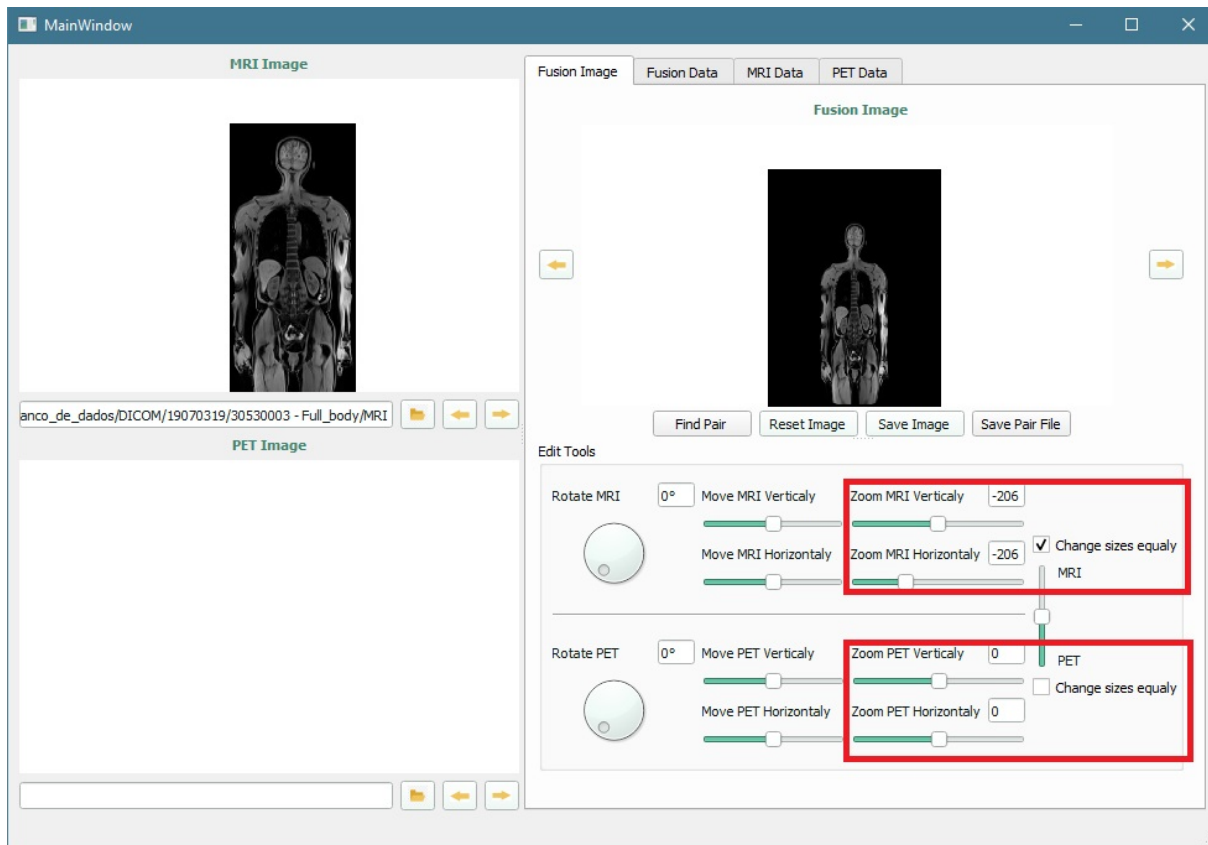 MainWindow
MRI Image
anco_de_dados/DICOM/19070319/30530003 - Full_body/MRI
PET Image
Fusion Image
Fusion Data
MRI Data
PET Data
Fusion Image
Find Pair
Reset Image
Save Image
Save Pair File
Edit Tools
Rotate MRI
0°
Move MRI Verticaly
Zoom MRI Verticaly
-206
Move MRI Horizontaly
Zoom MRI Horizontaly
-206
Change sizes equaly
MRI
Rotate PET
0°
Move PET Verticaly
Zoom PET Verticaly
0
PET
Change sizes equaly
Move PET Horizontaly
Zoom PET Horizontaly
0